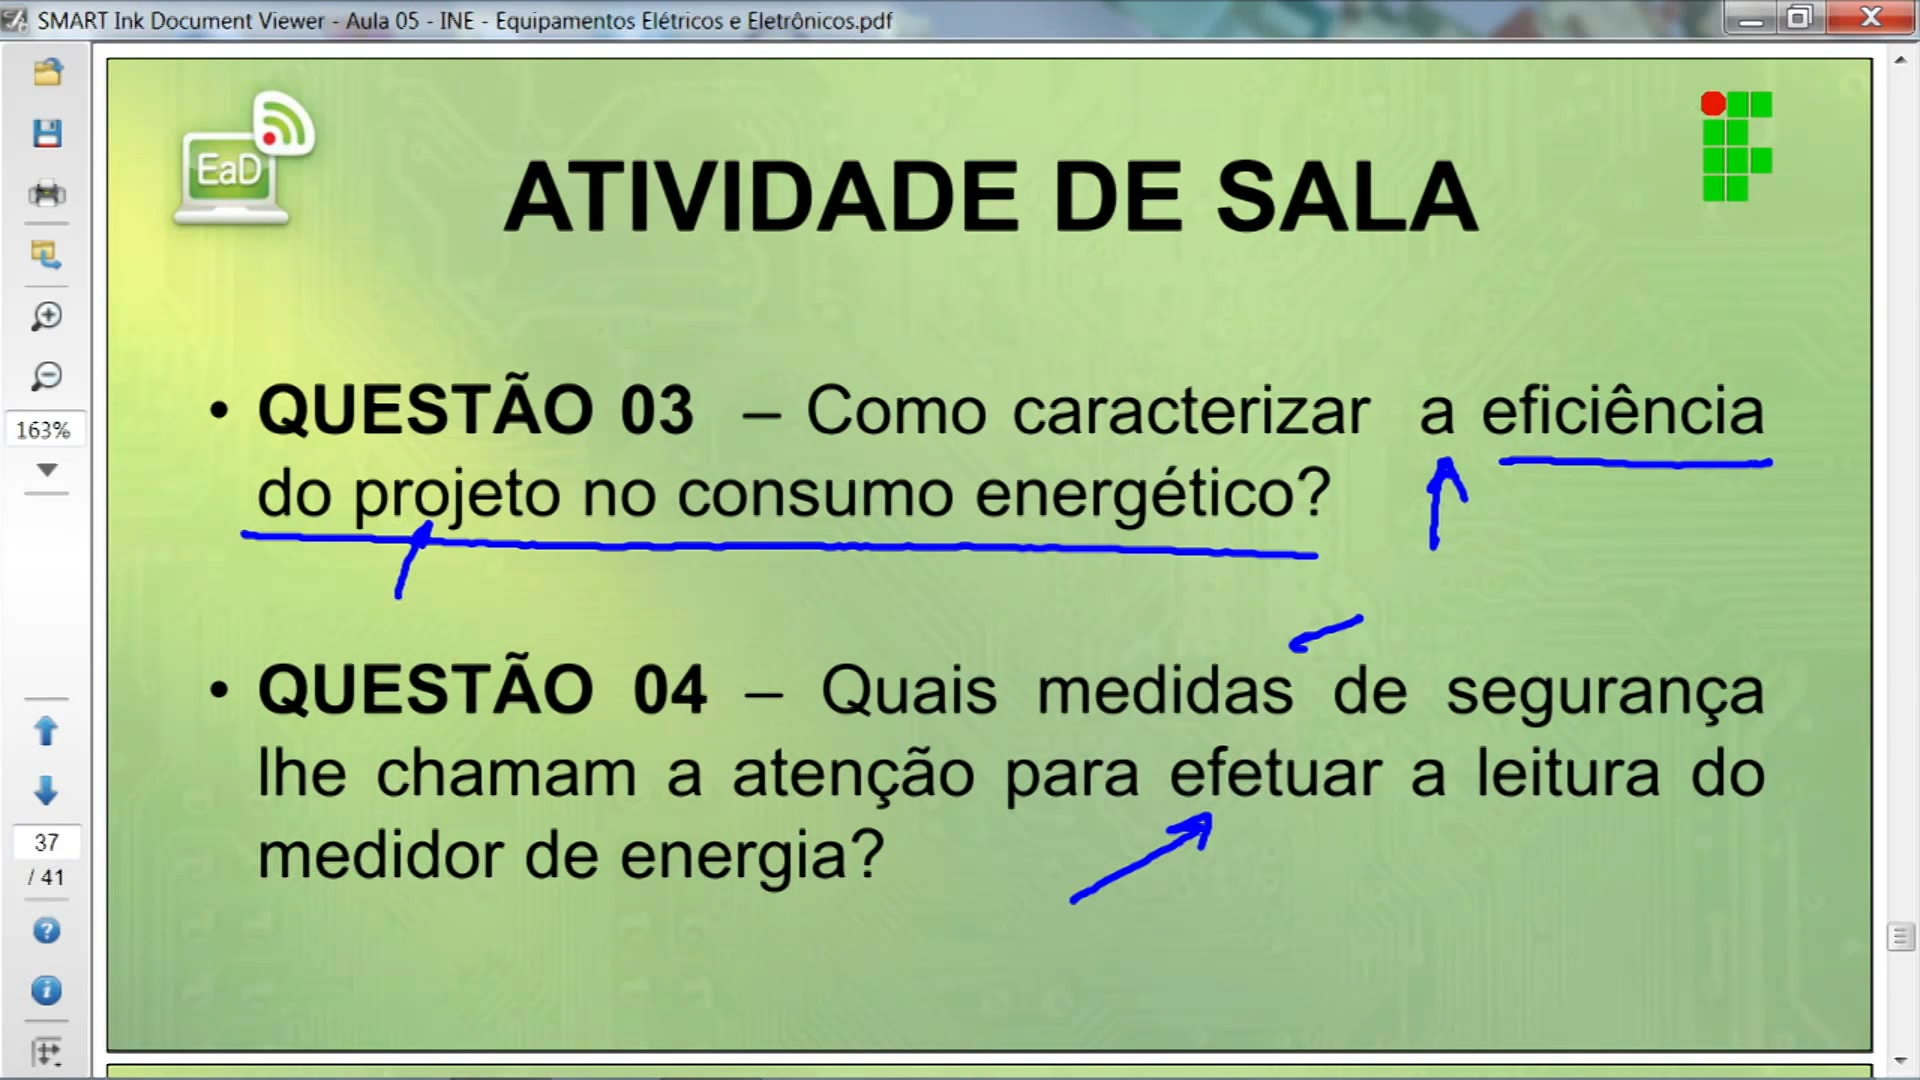 SMART Ink Document Viewer - Aula 05 - INE - Equipamentos Elétricos e Eletrônicos.pdf
EaD
ATIVIDADE DE SALA
• QUESTÃO 03 – Como caracterizar a eficiência
do projeto no consumo energético?
• QUESTÃO 04 – Quais medidas de segurança
lhe chamam a atenção para efetuar a leitura do
medidor de energia?
163%
37
/ 41